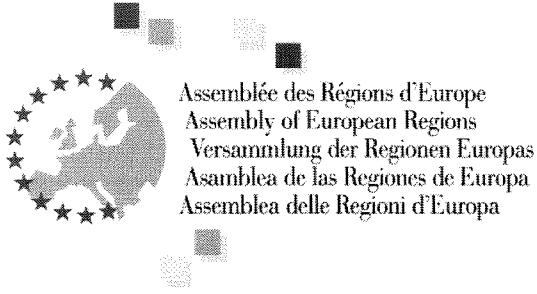 Assemblée des Régions d'Europe
Assembly of European Regions
Versammlung der Regionen Europas
Asamblea de las Regiones de Europa
Assemblea delle Regioni d'Europa